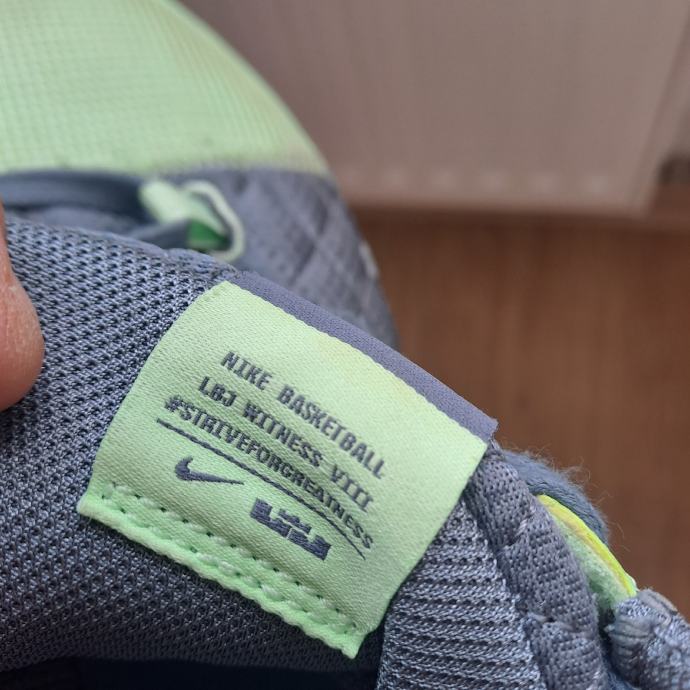 NIKE BASKETBALL
LBJ WITNESS VIII
#STRIVEFORGREATNESS